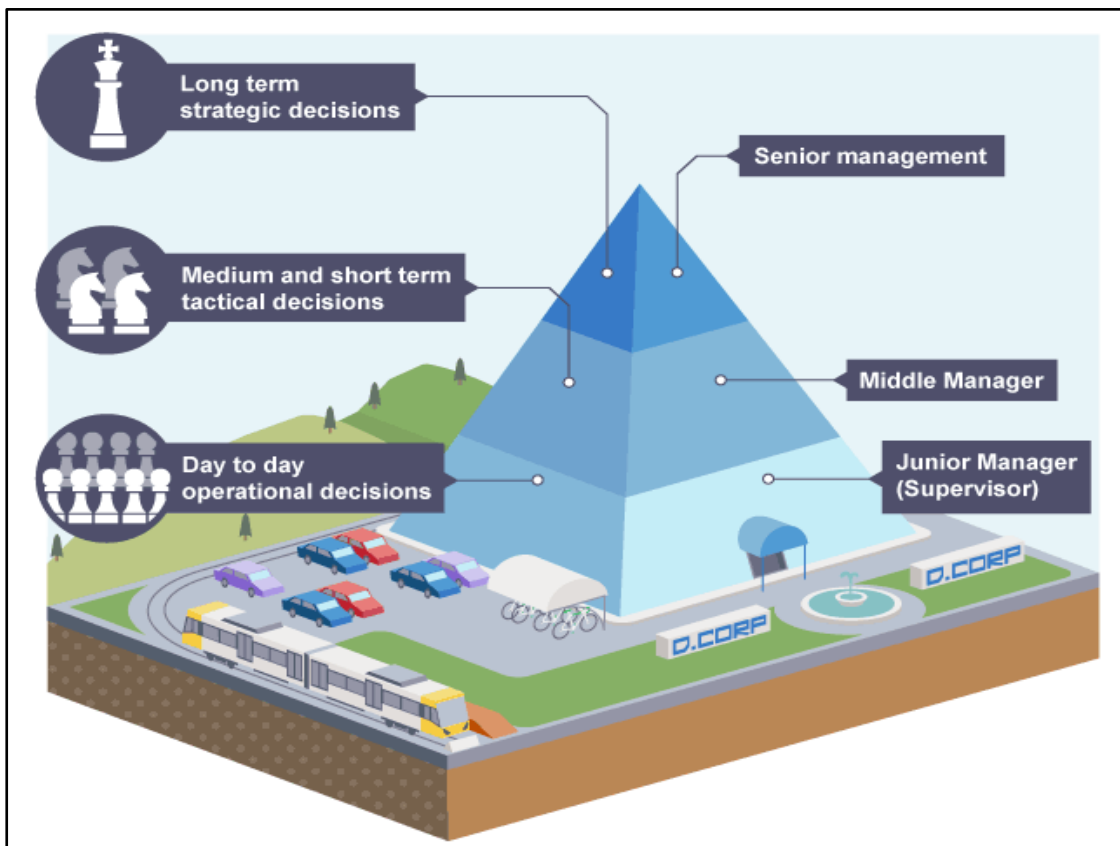 Long term
strategic decisions
Senior management
Medium and short term
tactical decisions
Middle Manager
Day to day
operational decisions
Junior Manager
(Supervisor)
D.CORP
D.CORP